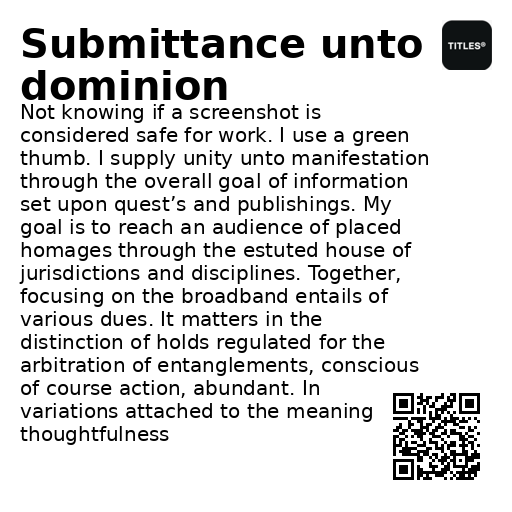 Submittance unto
dominion
TITLES®
Not knowing if a screenshot is
considered safe for work. I use a green
thumb. I supply unity unto manifestation
through the overall goal of information
set upon quest’s and publishings. My
goal is to reach an audience of placed
homages through the estuted house of
jurisdictions and disciplines. Together,
focusing on the broadband entails of
various dues. It matters in the
distinction of holds regulated for the
arbitration of entanglements, conscious
of course action, abundant. In
variations attached to the meaning
thoughtfulness